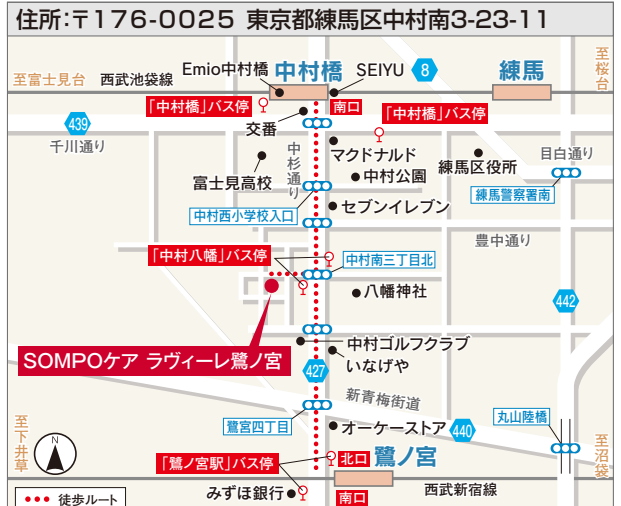 住所:〒176-0025 東京都練馬区中村南3-23-11
至富士見台
西武池袋線
Emio中村橋
中村橋
SEIYU
8
練馬
至桜台
「中村橋」バス停
南口
「中村橋」バス停
439
千川通り
交番
中杉通り
マクドナルド
練馬区役所
目白通り
富士見高校
中村公園
練馬警察署南
中村西小学校入口
セブンイレブン
豊中通り
「中村八幡」バス停
中村南三丁目北
八幡神社
442
SOMPOケア ラヴィーレ鷺ノ宮
中村ゴルフクラブ
いなげや
427
新青梅街道
至下井草
鷺宮四丁目
オーケーストア
440
丸山陸橋
至沼袋
N
「鷺ノ宮駅」バス停
北口
鷺ノ宮
徒歩ルート
みずほ銀行
南口
西武新宿線